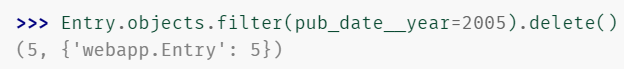 >>> Entry.objects.filter(pub_date__year=2005).delete()
(5, {'webapp.Entry': 5})